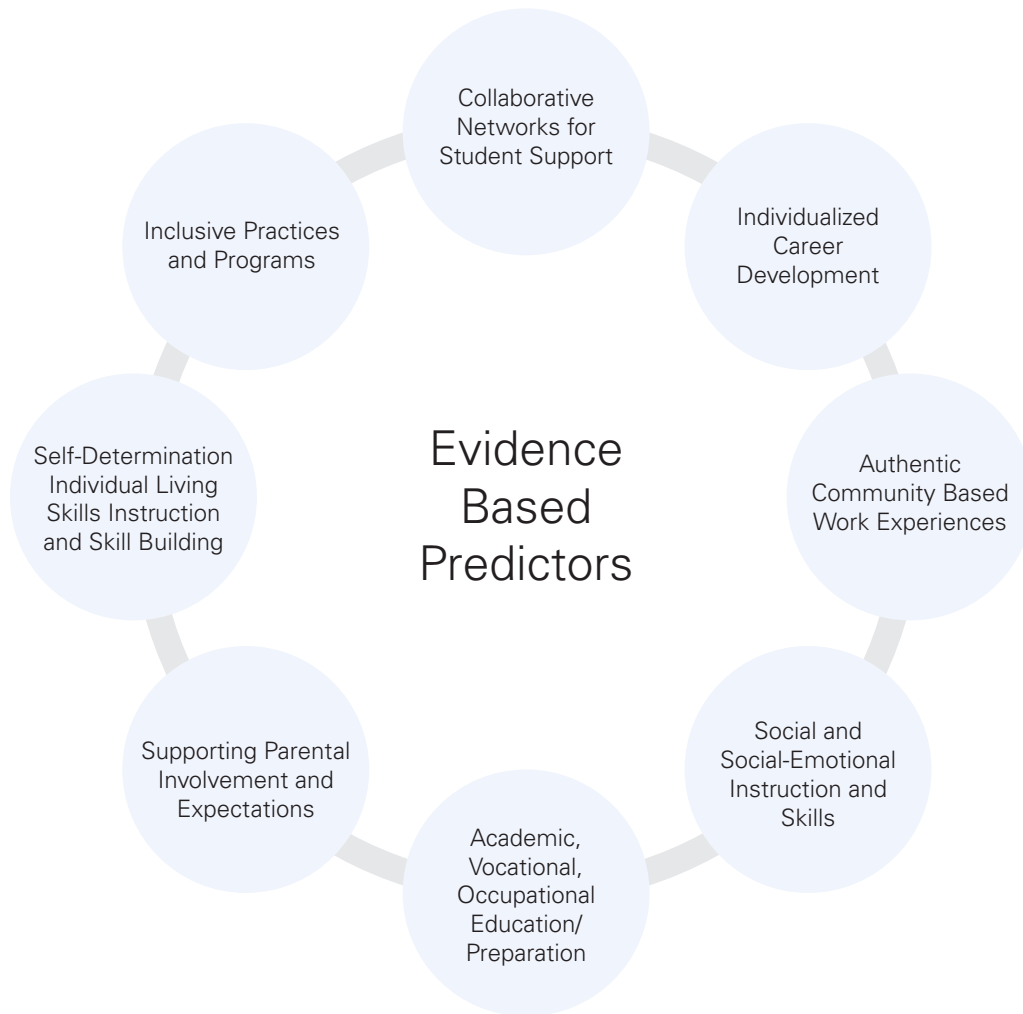 Collaborative
Networks for
Student Support
Individualized
Career
Development
Authentic
Community Based
Work Experiences
Social and
Social-Emotional
Instruction and
Skills
Academic,
Vocational,
Occupational
Education/
Preparation
Supporting Parental
Involvement and
Expectations
Self-Determination
Individual Living
Skills Instruction
and Skill Building
Inclusive Practices
and Programs
Evidence
Based
Predictors